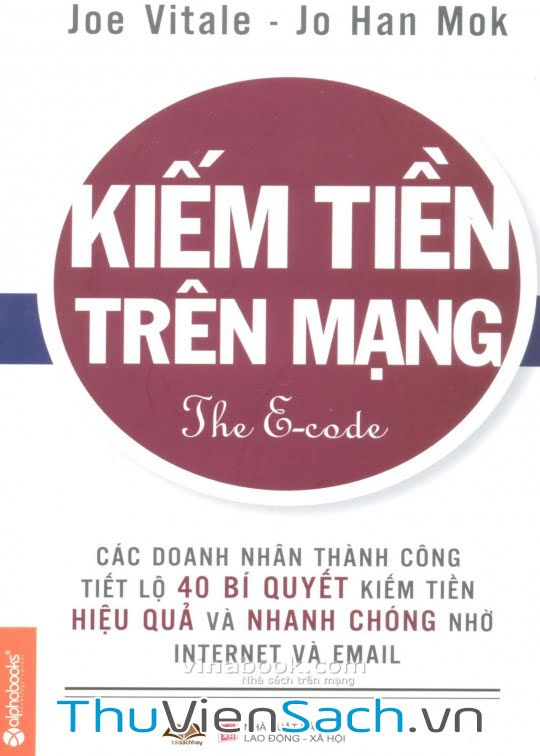 Joe Vitale - Jo Han Mok
KIẾM TIỀN
TRÊN MẠNG
The E-code
CÁC DOANH NHÂN THÀNH CÔNG
TIẾT LỘ 40 BÍ QUYẾT KIẾM TIỀN
HIỆU QUẢ VÀ NHANH CHÓNG NHỜ
INTERNET VÀ EMAIL
vinabook.com
Nhà sách trên mạng
alphabooks®
ThuVienSach.vn
LAO ĐỘNG - XÃ HỘI